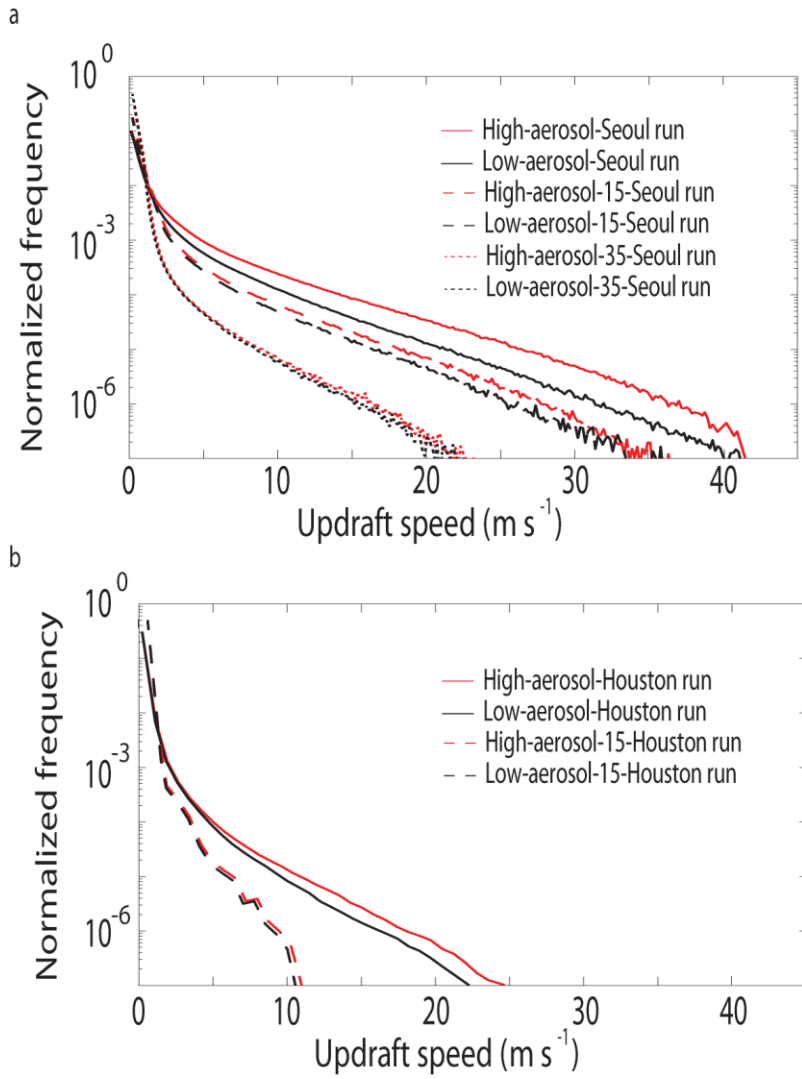 a
10^0
High-aerosol-Seoul run
Low-aerosol-Seoul run
High-aerosol-15-Seoul run
Low-aerosol-15-Seoul run
High-aerosol-35-Seoul run
Low-aerosol-35-Seoul run
10^-3
10^-6
Normalized frequency
0 10 20 30 40
Updraft speed (m s^-1)
b
10^0
High-aerosol-Houston run
Low-aerosol-Houston run
High-aerosol-15-Houston run
Low-aerosol-15-Houston run
10^-3
10^-6
Normalized frequency
0 10 20 30 40
Updraft speed (m s^-1)